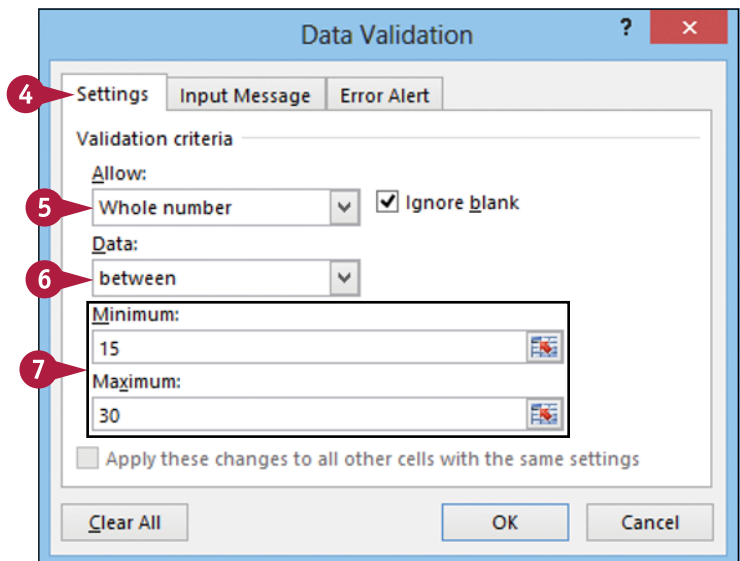 Data Validation ? ×
4 Settings Input Message Error Alert
Validation criteria
Allow:
5 Whole number Ignore blank
Data:
6 between
Minimum:
15
7
Maximum:
30
Apply these changes to all other cells with the same settings
Clear All OK Cancel